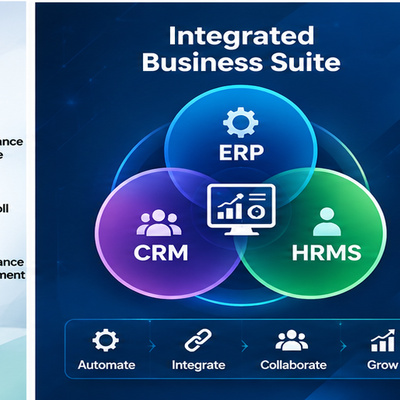 Integrated
Business Suite
ERP
CRM
HRMS
Automate
Integrate
Collaborate
Grow